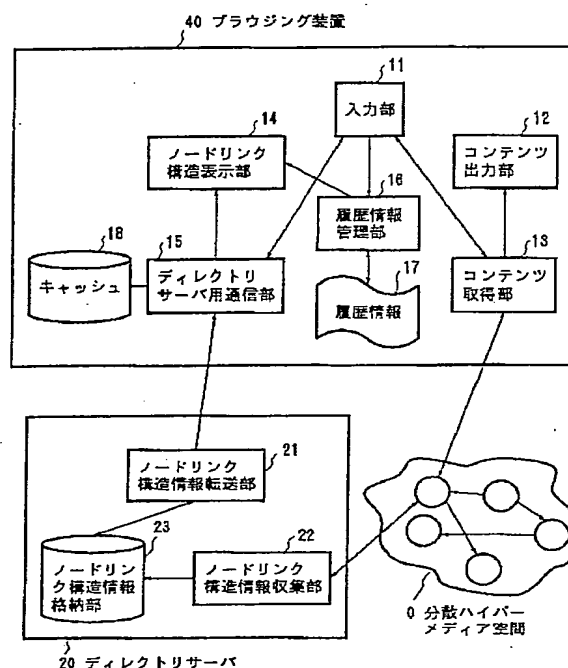 40 ブラウジング装置
11
入力部
14
ノードリンク
構造表示部
12
コンテンツ
出力部
16
履歴情報
管理部
18
キャッシュ
15
ディレクトリ
サーバ用通信部
17
履歴情報
13
コンテンツ
取得部
21
ノードリンク
構造情報転送部
23
ノードリン
ク構造情報
格納部
22
ノードリンク
構造情報収集部
0 分散ハイパー
メディア空間
20 ディレクトリサーバ